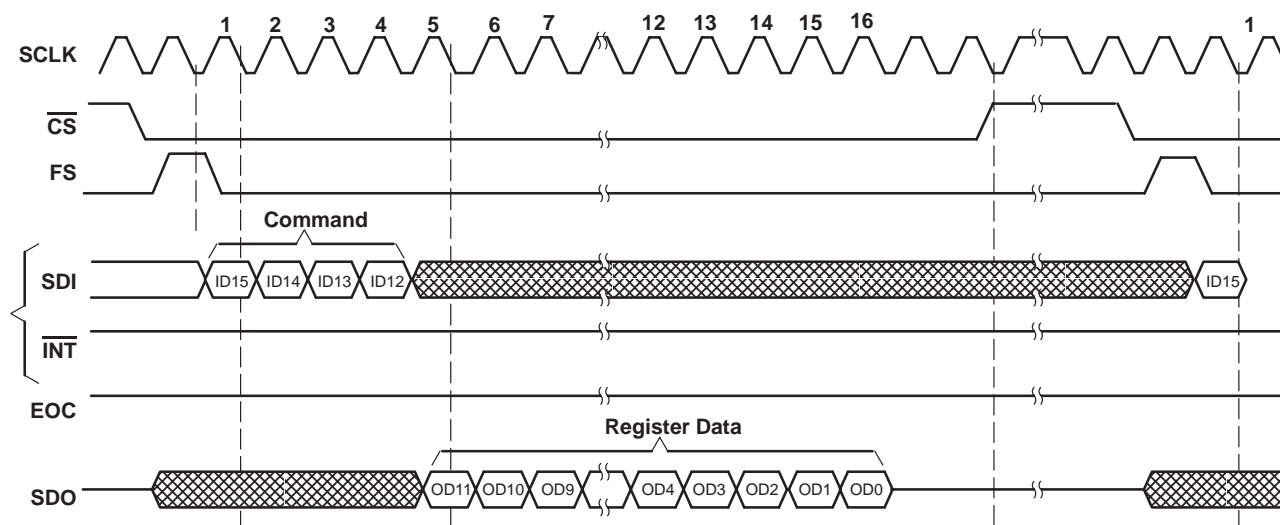 1 2 3 4 5 6 7 12 13 14 15 16 1
SCLK
CS
FS
Command
SDI ID15 ID14 ID13 ID12 ID15
INT
EOC
Register Data
SDO OD11 OD10 OD9 OD4 OD3 OD2 OD1 OD0